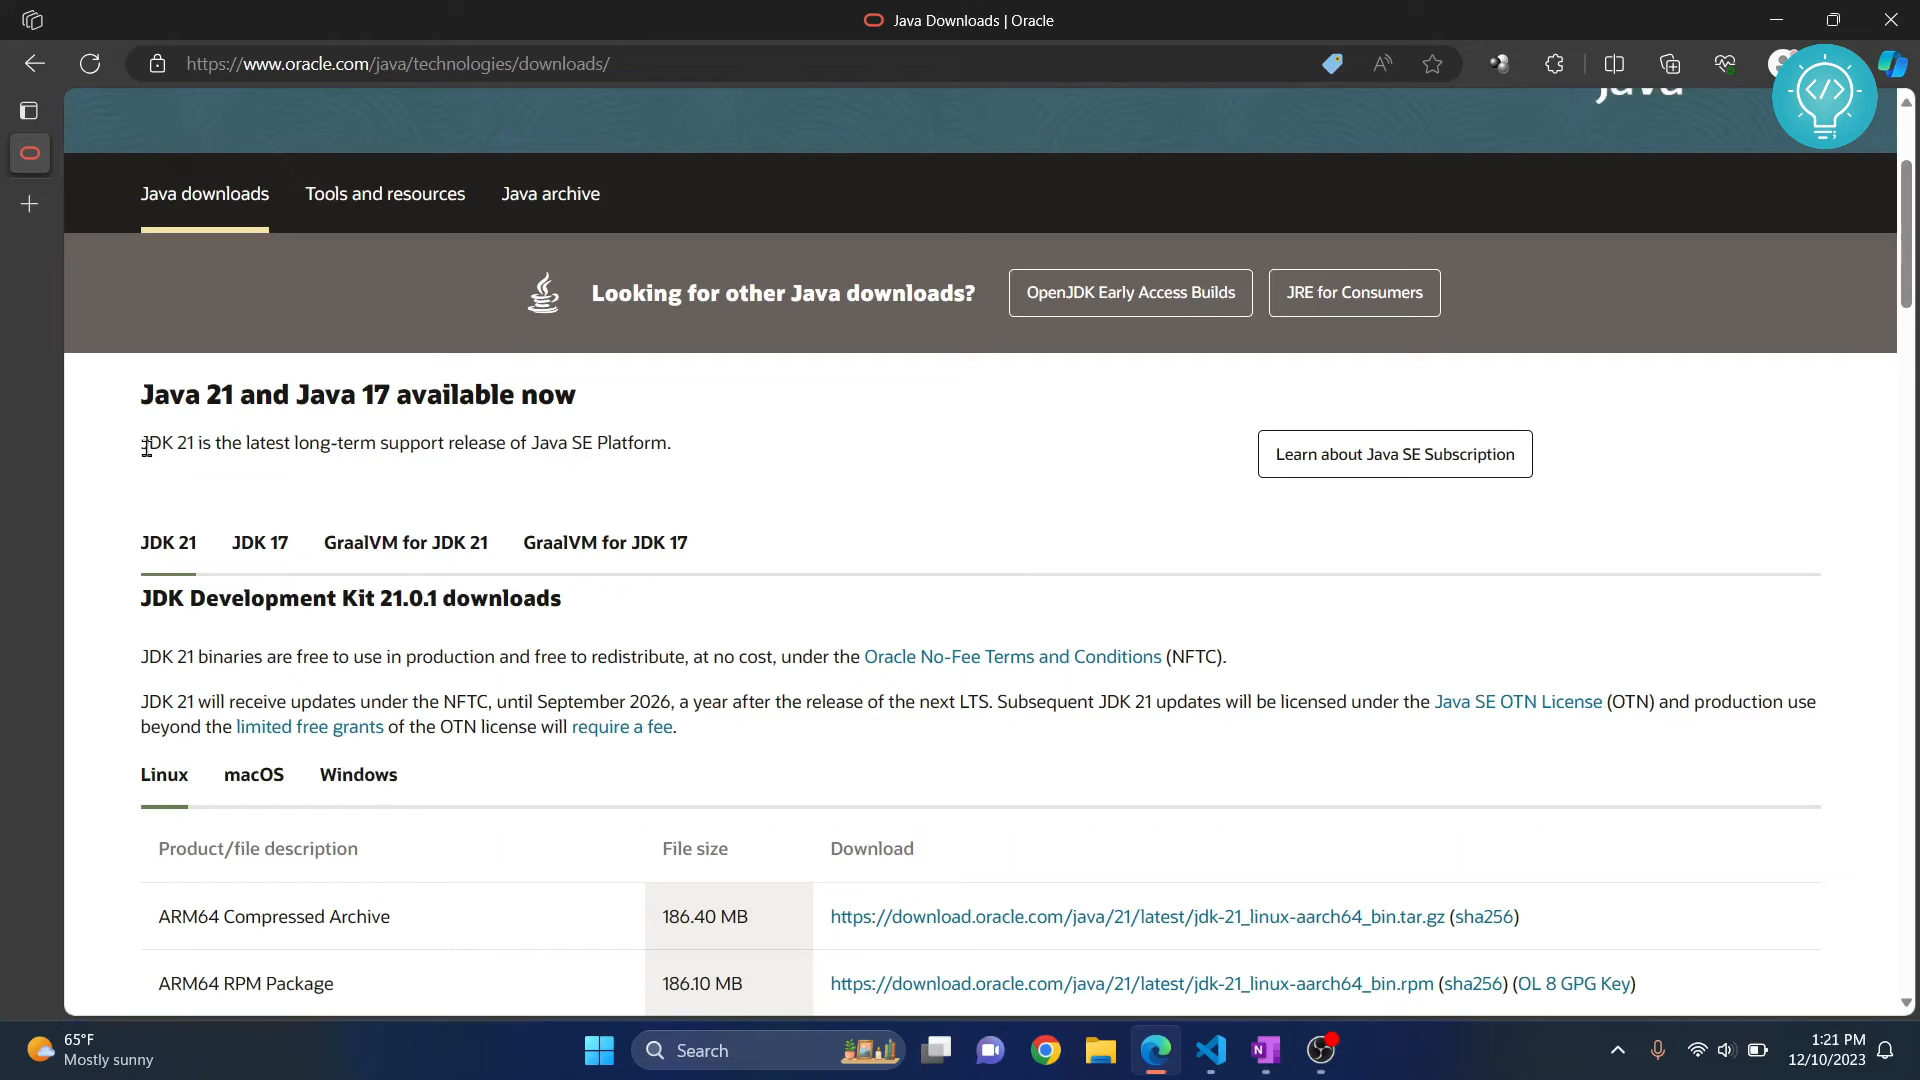 Java Downloads | Oracle
https://www.oracle.com/java/technologies/downloads/
Java
</>
Java downloads
Tools and resources
Java archive
Looking for other Java downloads?
OpenJDK Early Access Builds
JRE for Consumers
Java 21 and Java 17 available now
JDK 21 is the latest long-term support release of Java SE Platform.
Learn about Java SE Subscription
JDK 21
JDK 17
GraalVM for JDK 21
GraalVM for JDK 17
JDK Development Kit 21.0.1 downloads
JDK 21 binaries are free to use in production and free to redistribute, at no cost, under the Oracle No-Fee Terms and Conditions (NFTC).
JDK 21 will receive updates under the NFTC, until September 2026, a year after the release of the next LTS. Subsequent JDK 21 updates will be licensed under the Java SE OTN License (OTN) and production use
beyond the limited free grants of the OTN license will require a fee.
Linux
macOS
Windows
Product/file description
File size
Download
ARM64 Compressed Archive
186.40 MB
https://download.oracle.com/java/21/latest/jdk-21_linux-aarch64_bin.tar.gz (sha256)
ARM64 RPM Package
186.10 MB
https://download.oracle.com/java/21/latest/jdk-21_linux-aarch64_bin.rpm (sha256) (OL 8 GPG Key)
65°F
Mostly sunny
Search
1:21 PM
12/10/2023